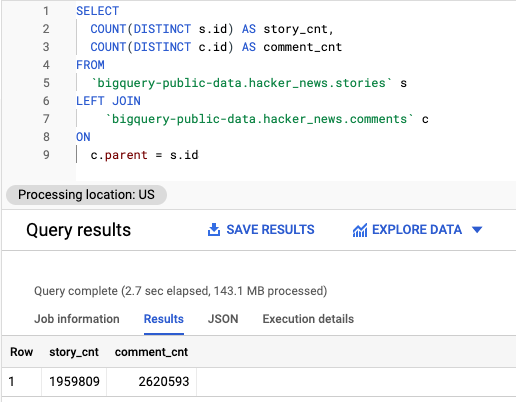 1 SELECT
2 COUNT(DISTINCT s.id) AS story_cnt,
3 COUNT(DISTINCT c.id) AS comment_cnt
4 FROM
5 `bigquery-public-data.hacker_news.stories` s
6 LEFT JOIN
7 `bigquery-public-data.hacker_news.comments` c
8 ON
9 c.parent = s.id
Processing location: US
Query results SAVE RESULTS EXPLORE DATA
Query complete (2.7 sec elapsed, 143.1 MB processed)
Job information Results JSON Execution details
Row story_cnt comment_cnt
1 1959809 2620593